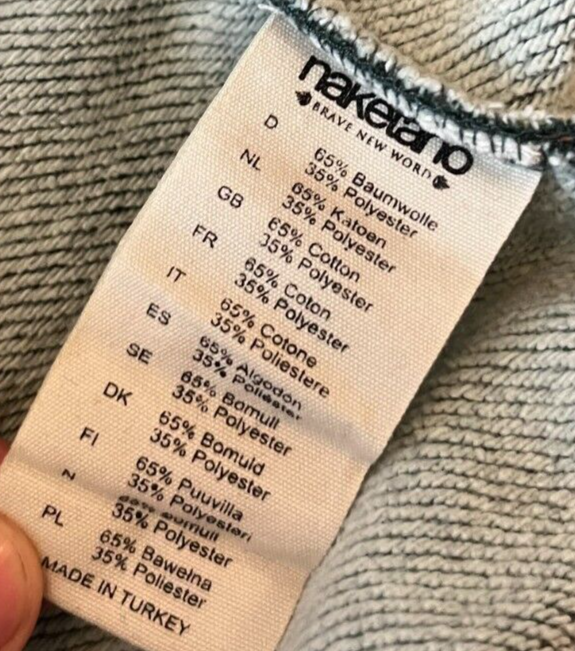 naketano
BRAVE NEW WORD
D 65% Baumwolle
35% Polyester
NL 65% Katoen
35% Polyester
GB 65% Cotton
35% Polyester
FR 65% Coton
35% Polyester
IT 65% Cotone
35% Poliestere
ES 65% Algodon
35% Poliester
SE 65% Bomull
35% Polyester
DK 65% Bomuld
35% Polyester
FI 65% Puuvilla
35% Polyesteri
N 65% Bomull
35% Polyester
PL 65% Bawełna
35% Poliester
MADE IN TURKEY